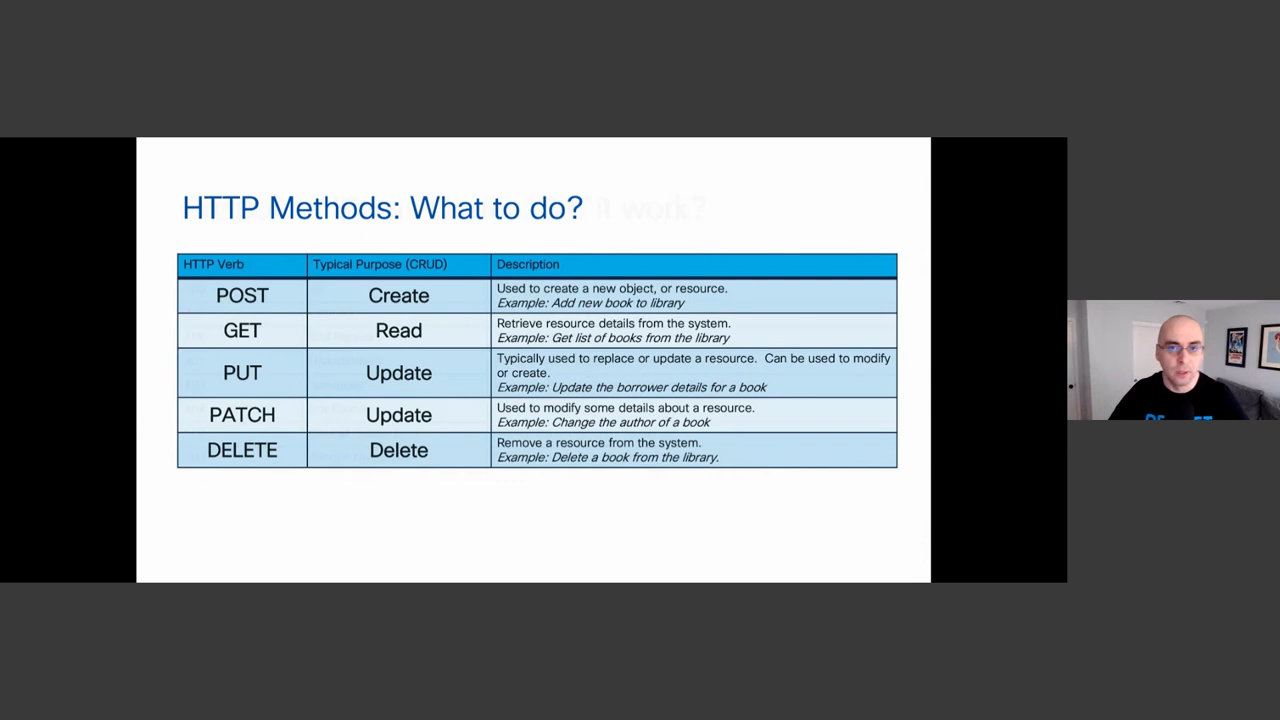 HTTP Methods: What to do?
it work?
HTTP Verb
Typical Purpose (CRUD)
Description
POST
Create
Used to create a new object, or resource.
Example: Add new book to library
GET
Read
Retrieve resource details from the system.
Example: Get list of books from the library
PUT
Update
Typically used to replace or update a resource.  Can be used to modify
or create.
Example: Update the borrower details for a book
PATCH
Update
Used to modify some details about a resource.
Example: Change the author of a book
DELETE
Delete
Remove a resource from the system.
Example: Delete a book from the library.